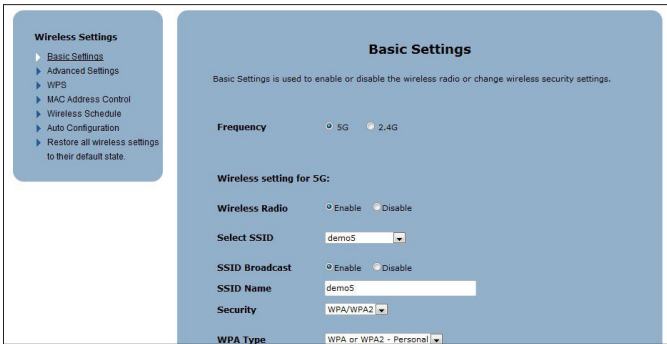 Wireless Settings
Basic Settings
Advanced Settings
WPS
MAC Address Control
Wireless Schedule
Auto Configuration
Restore all wireless settings
to their default state.
Basic Settings
Basic Settings is used to enable or disable the wireless radio or change wireless security settings.
Frequency 5G 2.4G
Wireless setting for 5G:
Wireless Radio Enable Disable
Select SSID demo5
SSID Broadcast Enable Disable
SSID Name demo5
Security WPA/WPA2
WPA Type WPA or WPA2 - Personal